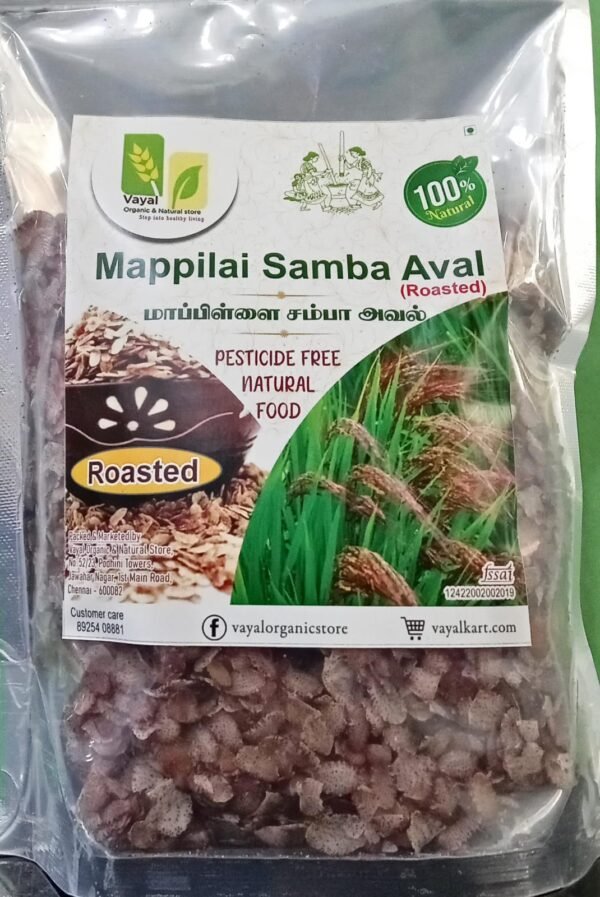 Vayal
Organic & Natural store
Step into healthy living
100%
Natural
Mappilai Samba Aval
(Roasted)
மாப்பிள்ளை சம்பா அவல்
PESTICIDE FREE
NATURAL
FOOD
Roasted
Packed & Marketed by
Vayal Organic & Natural Store,
No 52/23, Podhini Towers,
Jawahar Nagar, 1st Main Road,
Chennai - 600082
Customer care
89254 08881
fssai
12422002002019
f vayalorganicstore
vayalkart.com